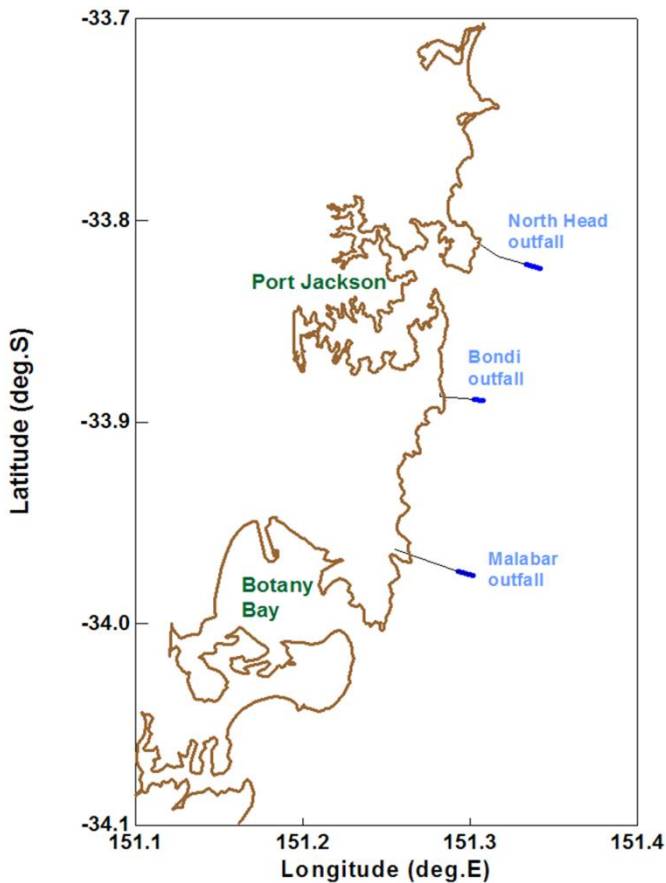 -33.7
-33.8
North Head
outfall
Port Jackson
Bondi
outfall
-33.9
Latitude (deg.S)
Malabar
outfall
Botany
Bay
-34.0
-34.1
151.1
151.2
151.3
151.4
Longitude (deg.E)